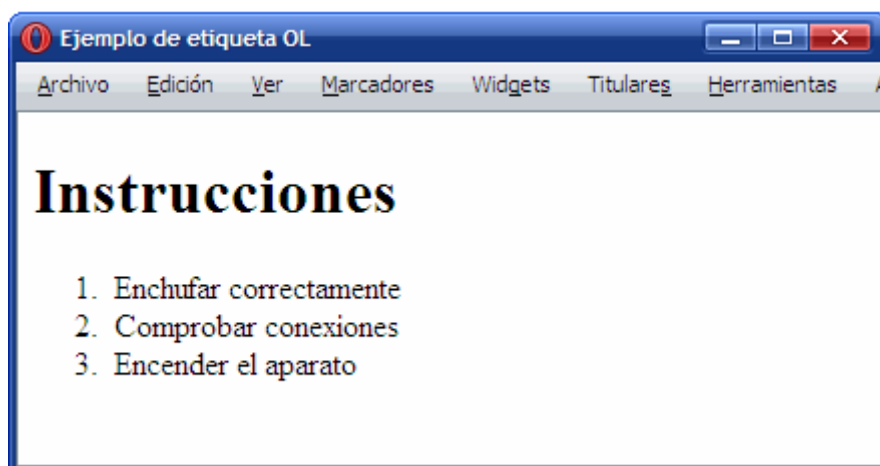 Ejemplo de etiqueta OL
Archivo Edición Ver Marcadores Widgets Titulares Herramientas
Instrucciones
1. Enchufar correctamente
2. Comprobar conexiones
3. Encender el aparato